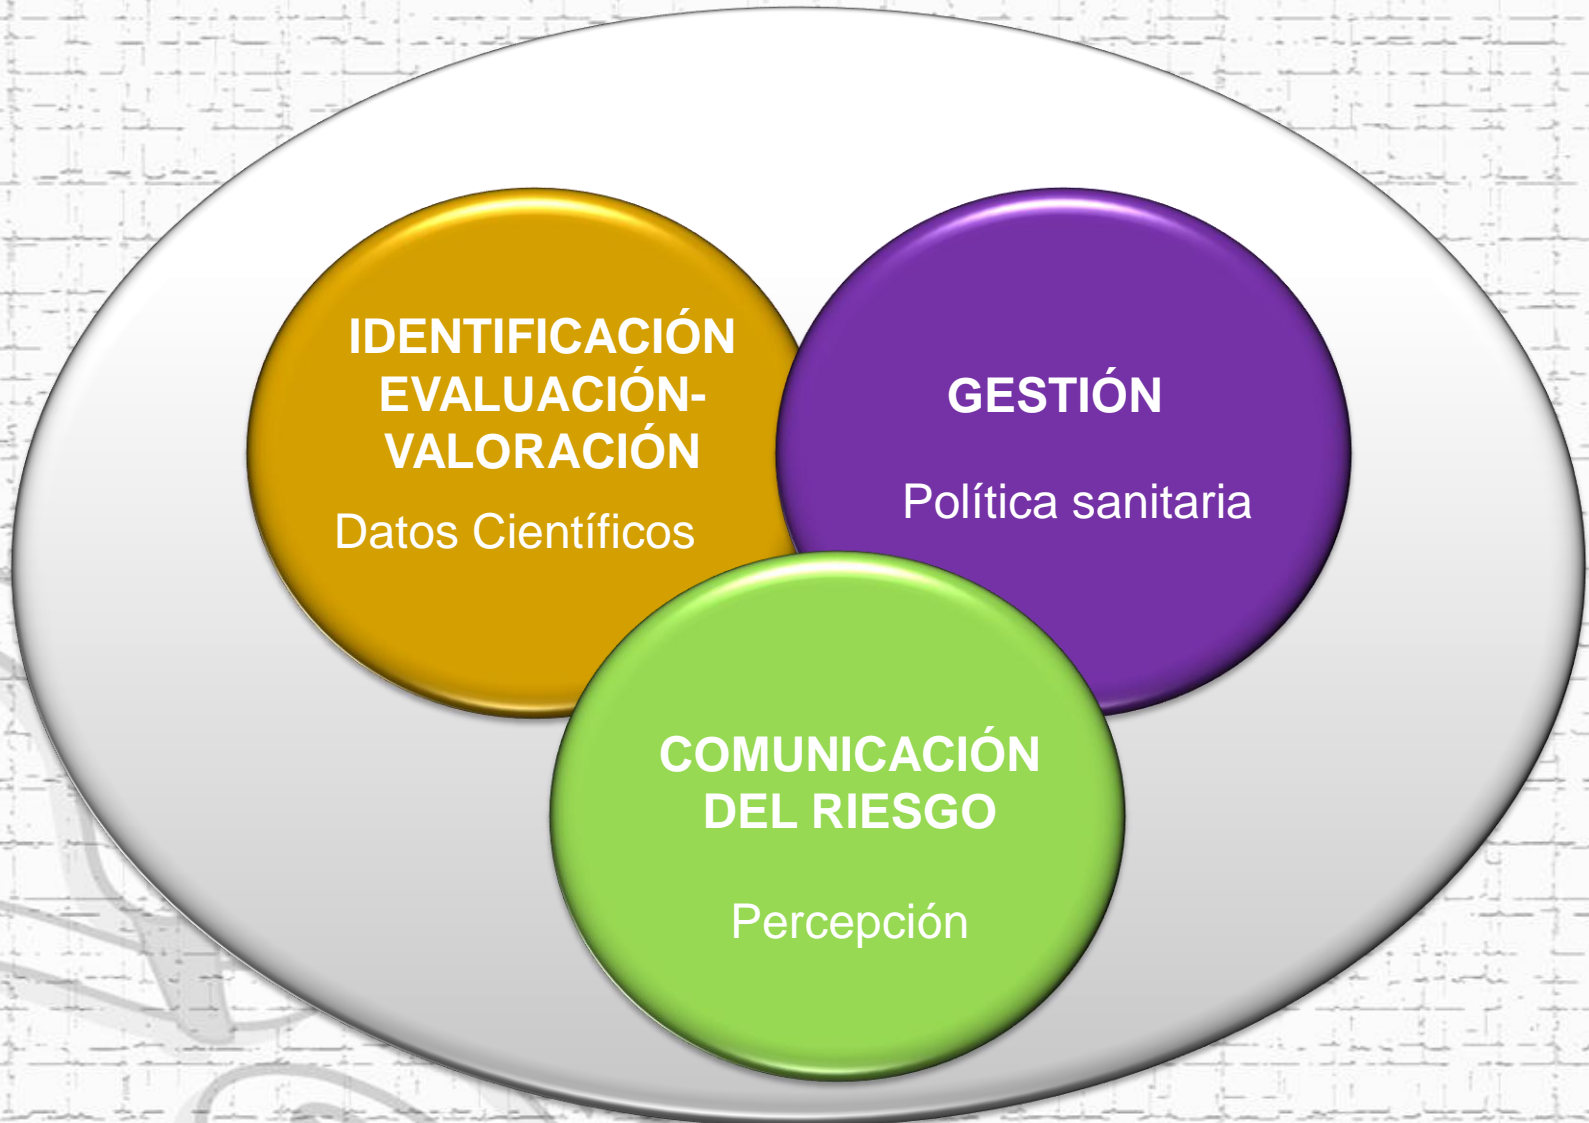 IDENTIFICACIÓN
EVALUACIÓN-
VALORACIÓN
Datos Científicos
GESTIÓN
Política sanitaria
COMUNICACIÓN
DEL RIESGO
Percepción